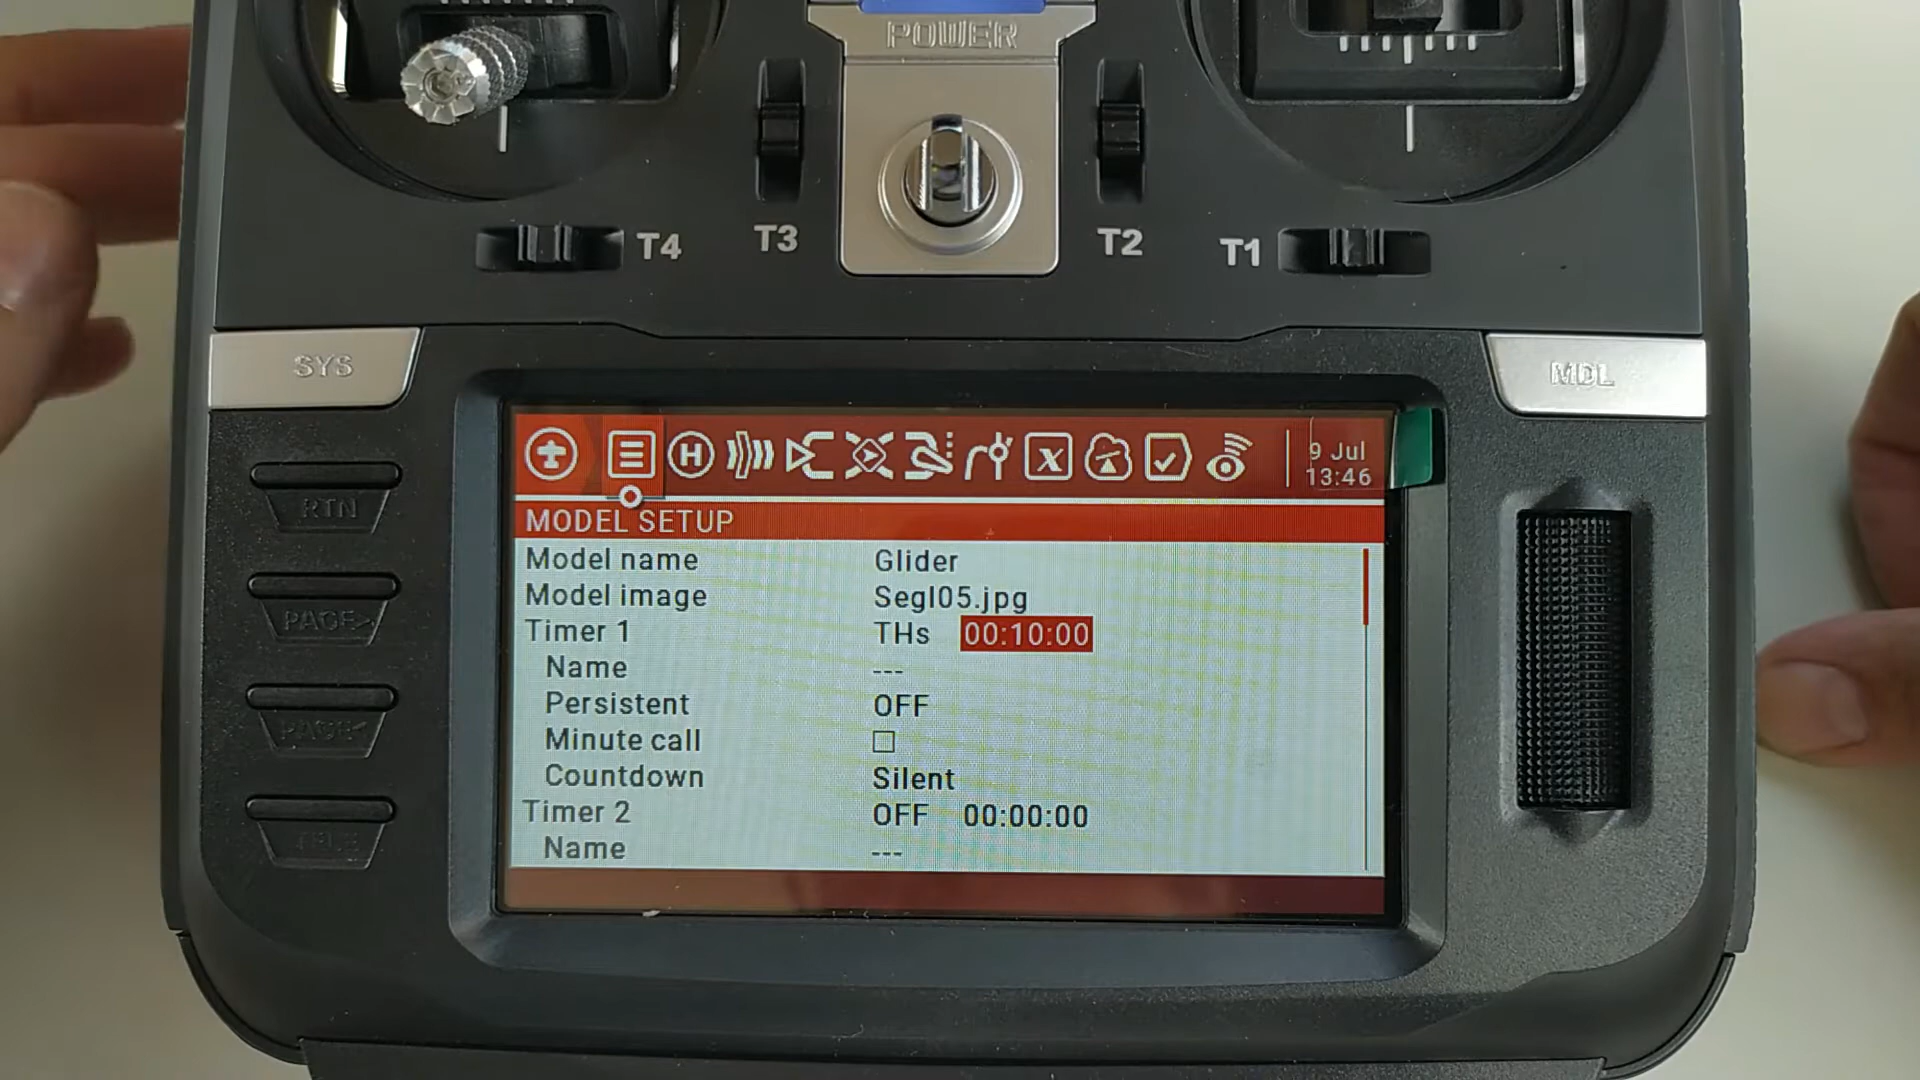 POWER
T4
T3
T2
T1
SYS
MDL
RTN
PAGE>
PAGE<
TELE
H
x
9 Jul
13:46
MODEL SETUP
Model name Glider
Model image Segl05.jpg
Timer 1 THs 00:10:00
Name ---
Persistent OFF
Minute call
Countdown Silent
Timer 2 OFF 00:00:00
Name ---